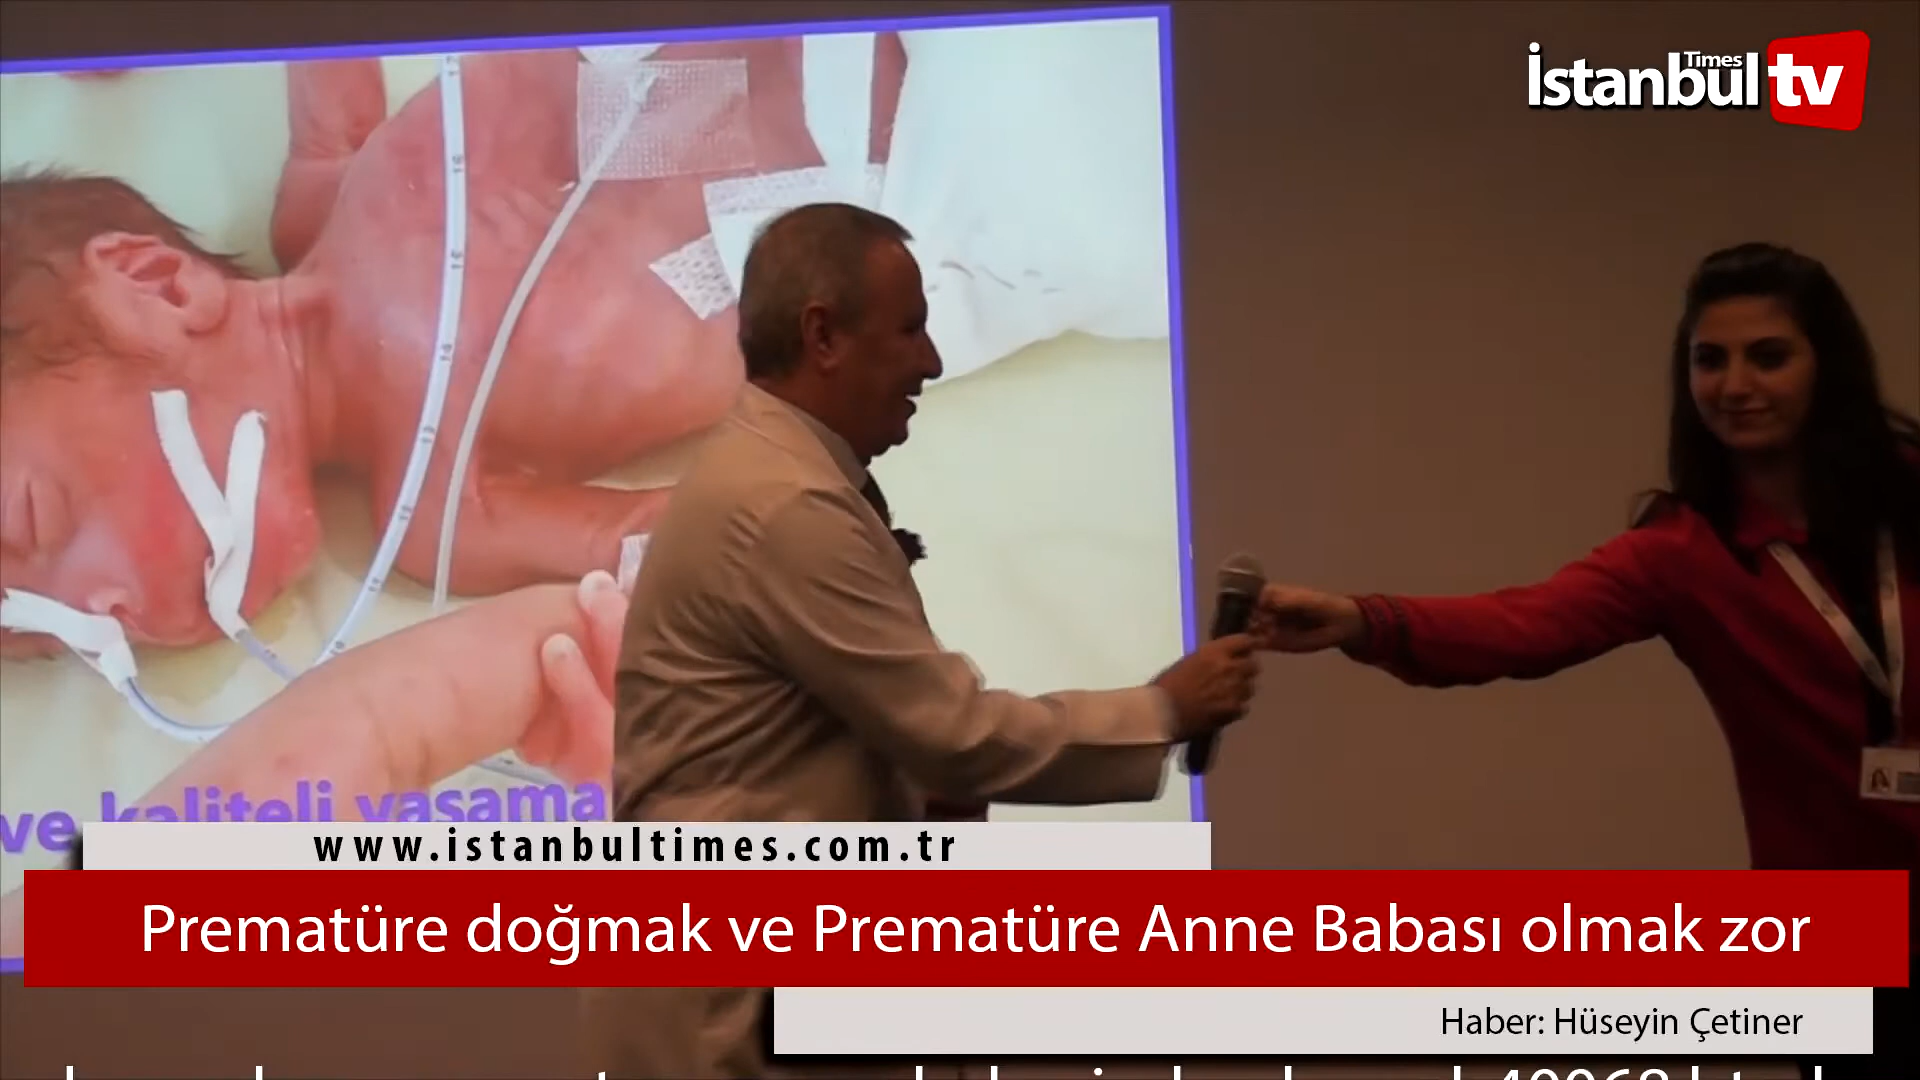 İstanbul Times tv
ve kaliteli yaşama
www.istanbultimes.com.tr
Prematüre doğmak ve Prematüre Anne Babası olmak zor
Haber: Hüseyin Çetiner